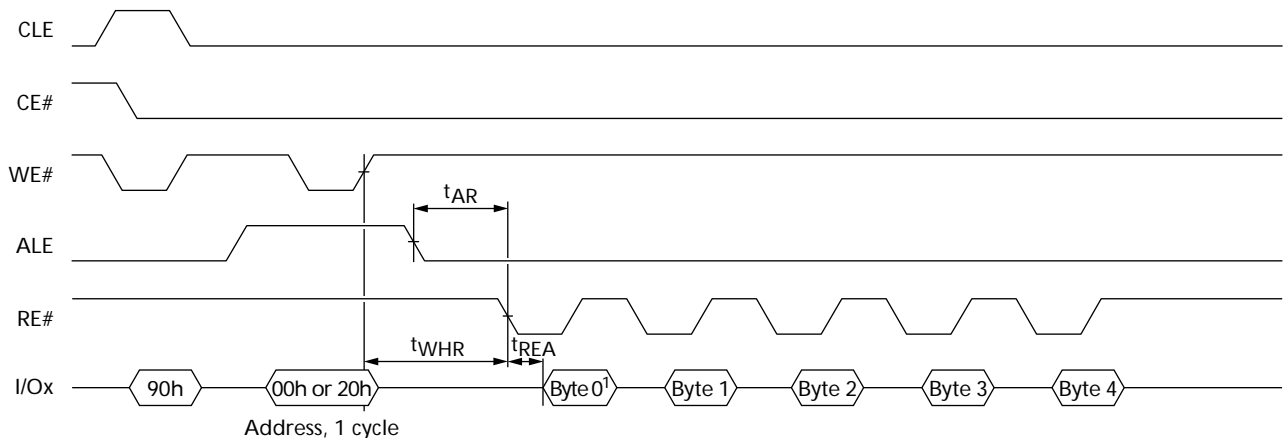 CLE
CE#
WE#
tAR
ALE
RE#
tWHR tREA
I/Ox 90h 00h or 20h Byte 0¹ Byte 1 Byte 2 Byte 3 Byte 4
Address, 1 cycle